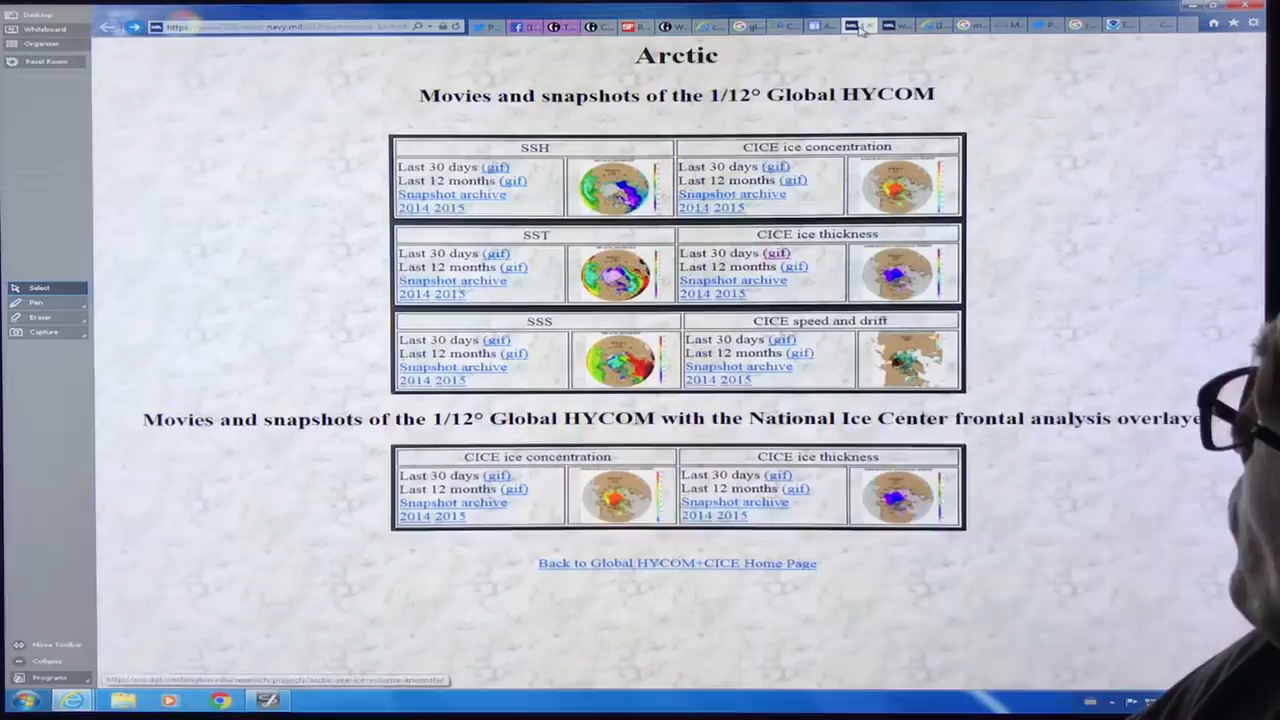 Desktop
Whiteboard
Organizer
Reset Room
https
navy.mil
Arctic
Movies and snapshots of the 1/12° Global HYCOM
SSH
CICE ice concentration
Last 30 days (gif)
Last 12 months (gif)
Snapshot archive
2014 2015
Last 30 days (gif)
Last 12 months (gif)
Snapshot archive
2014 2015
SST
CICE ice thickness
Last 30 days (gif)
Last 12 months (gif)
Snapshot archive
2014 2015
Last 30 days (gif)
Last 12 months (gif)
Snapshot archive
2014 2015
SSS
CICE speed and drift
Last 30 days (gif)
Last 12 months (gif)
Snapshot archive
2014 2015
Last 30 days (gif)
Last 12 months (gif)
Snapshot archive
2014 2015
Movies and snapshots of the 1/12° Global HYCOM with the National Ice Center frontal analysis overlaye
CICE ice concentration
CICE ice thickness
Last 30 days (gif)
Last 12 months (gif)
Snapshot archive
2014 2015
Last 30 days (gif)
Last 12 months (gif)
Snapshot archive
2014 2015
Back to Global HYCOM+CICE Home Page
Select
Pen
Eraser
Capture
Move Toolbar
Collapse
Programs